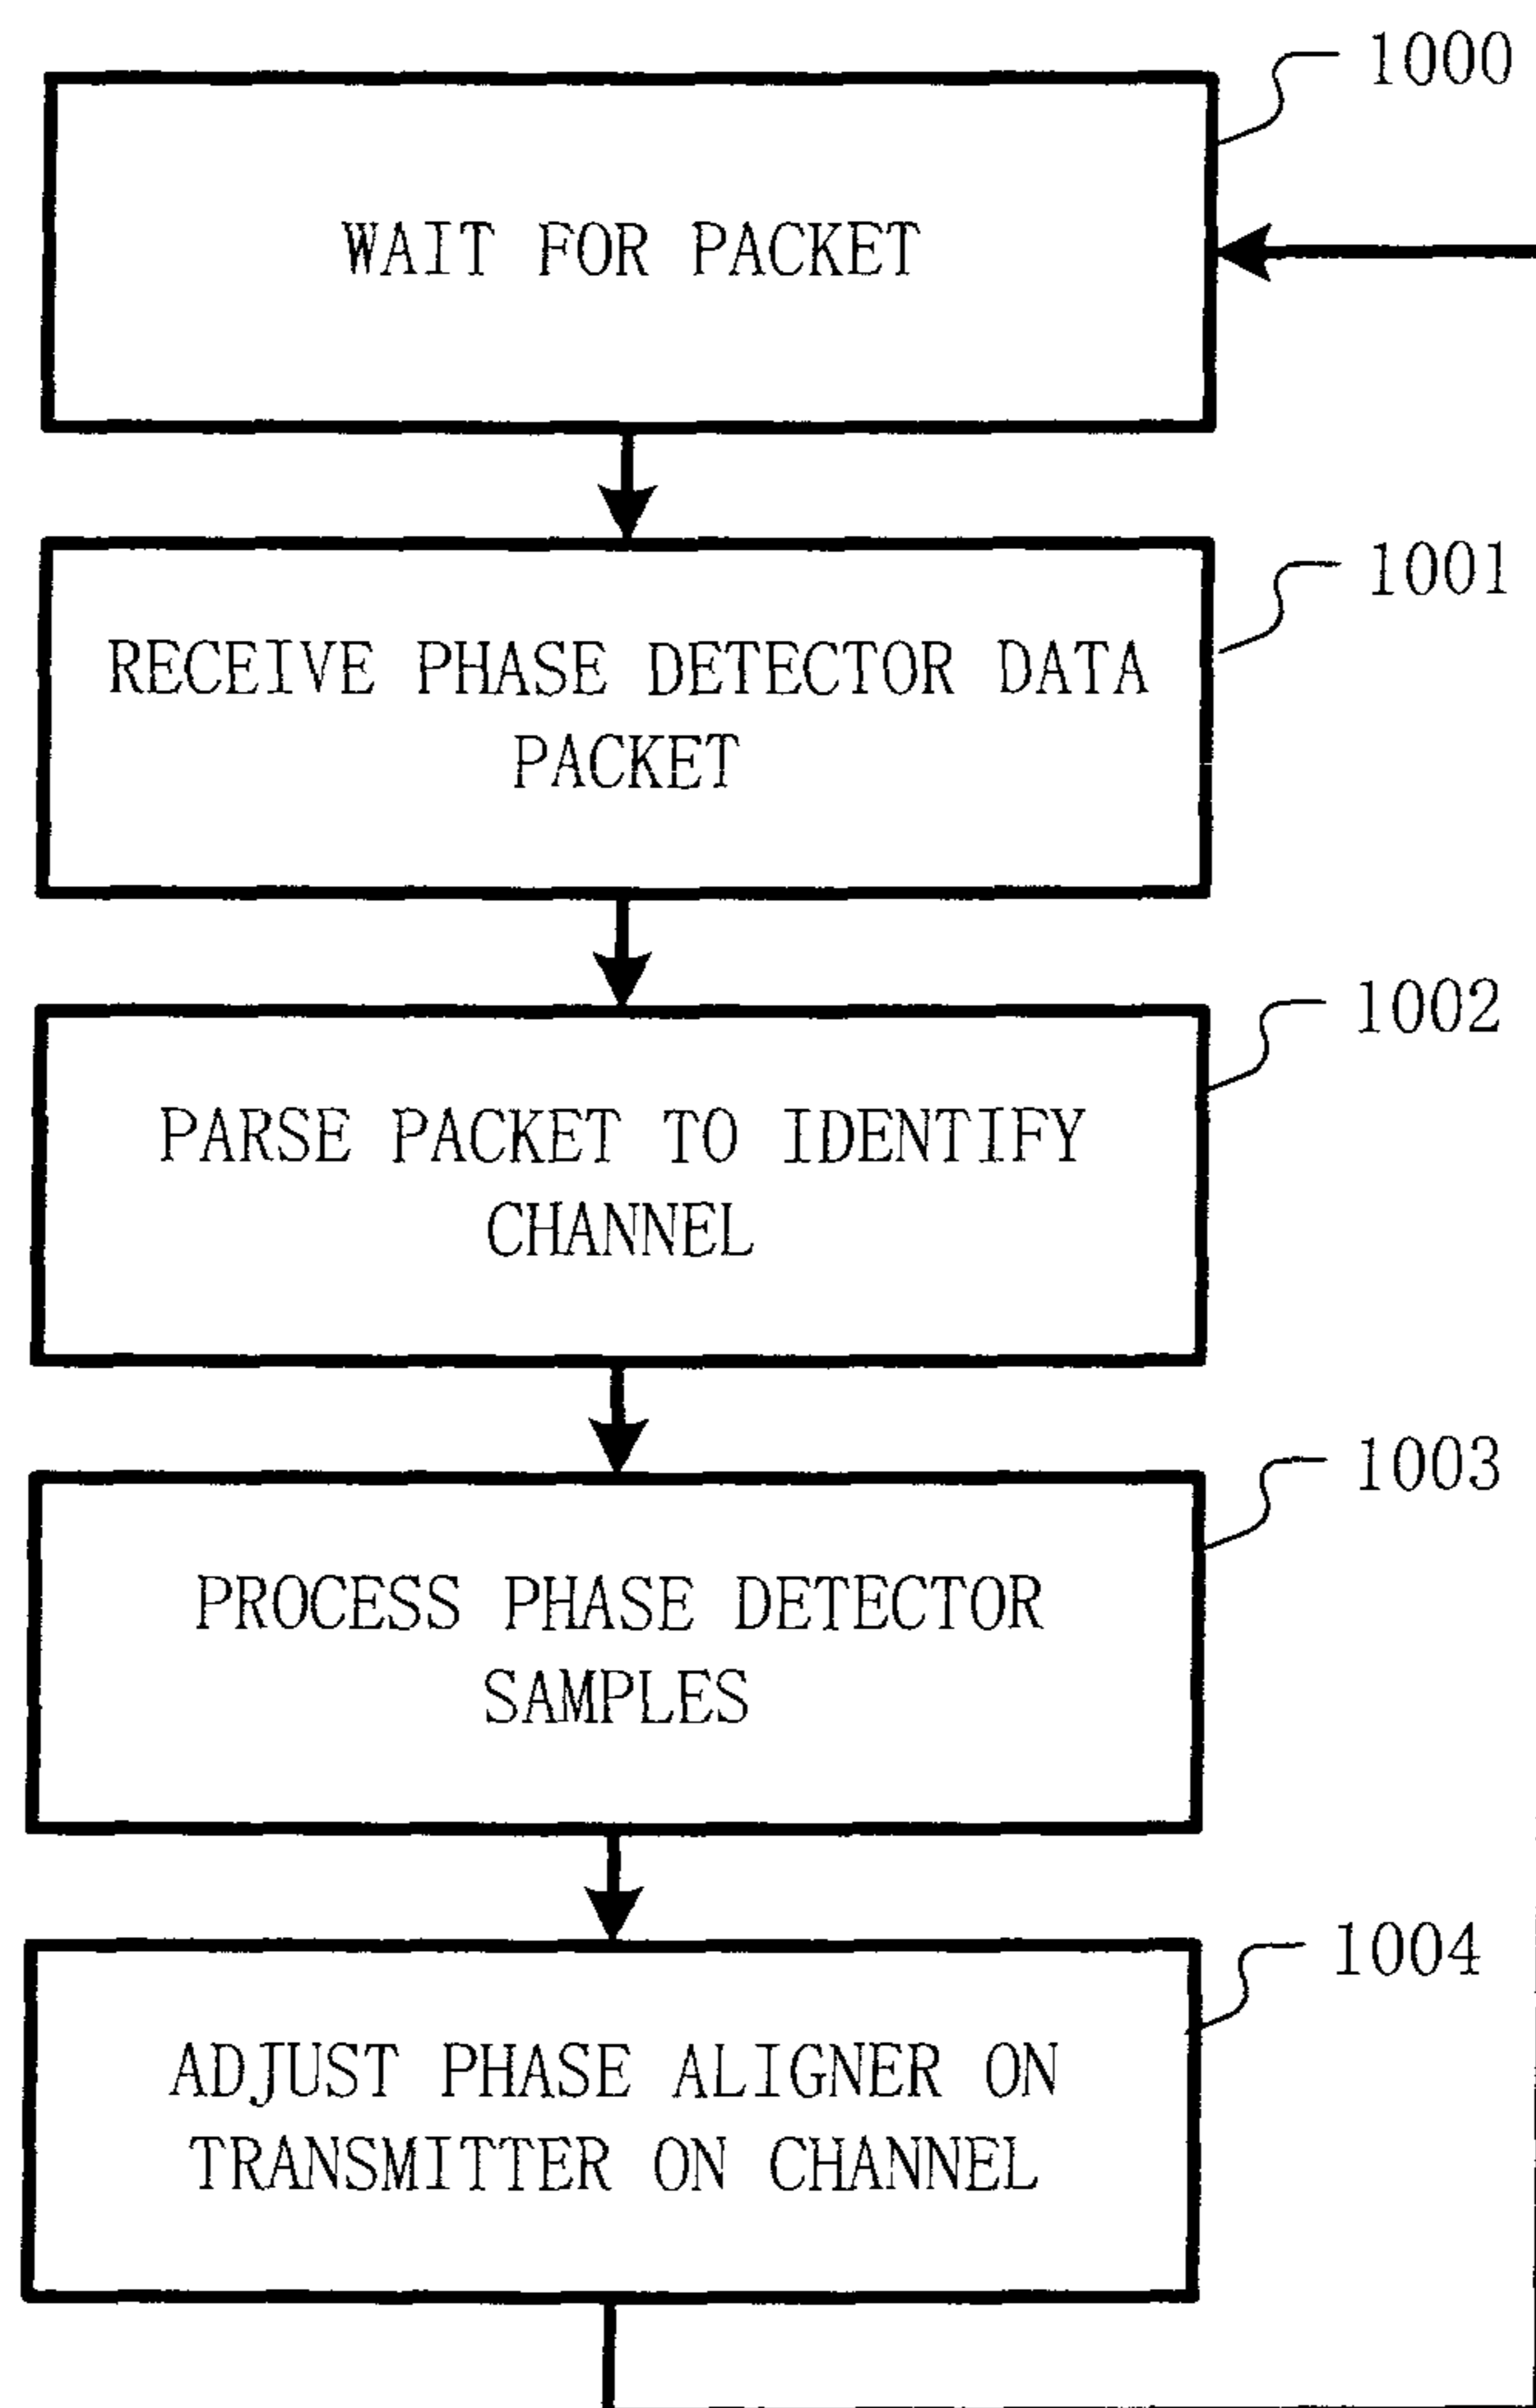 1000
WAIT FOR PACKET
1001
RECEIVE PHASE DETECTOR DATA
PACKET
1002
PARSE PACKET TO IDENTIFY
CHANNEL
1003
PROCESS PHASE DETECTOR
SAMPLES
1004
ADJUST PHASE ALIGNER ON
TRANSMITTER ON CHANNEL